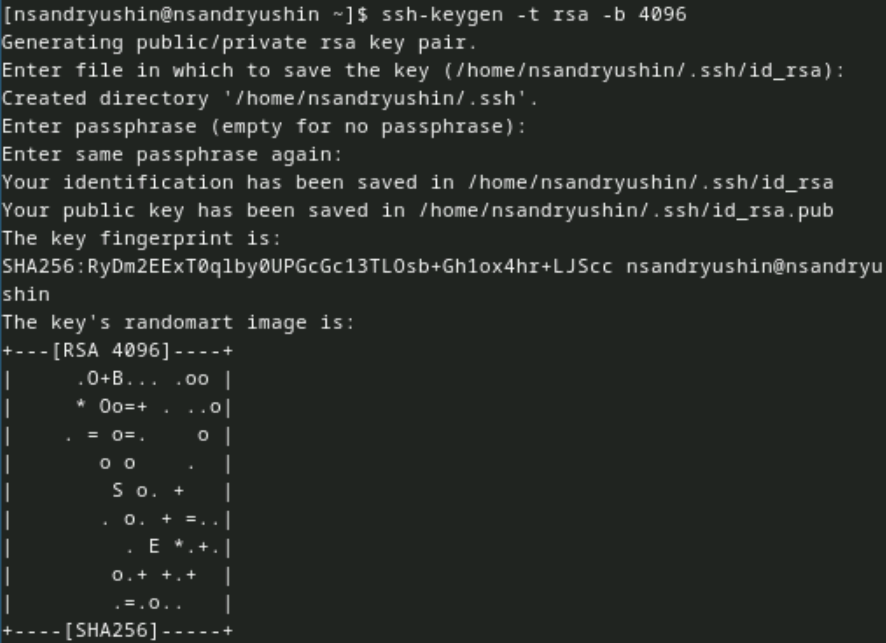 [nsandryushin@nsandryushin ~]$ ssh-keygen -t rsa -b 4096
Generating public/private rsa key pair.
Enter file in which to save the key (/home/nsandryushin/.ssh/id_rsa):
Created directory '/home/nsandryushin/.ssh'.
Enter passphrase (empty for no passphrase):
Enter same passphrase again:
Your identification has been saved in /home/nsandryushin/.ssh/id_rsa
Your public key has been saved in /home/nsandryushin/.ssh/id_rsa.pub
The key fingerprint is:
SHA256:RyDm2EExT0qlby0UPGcGc13TLOsb+Gh1ox4hr+LJScc nsandryushin@nsandryu
shin
The key's randomart image is:
+---[RSA 4096]----+
|     .O+B... .oo |
|     * Oo=+ . ..o|
|    . = o=.    o |
|       o o    .  |
|        S o. +   |
|       . o. + =..|
|         . E *.+.|
|        o.+ +.+  |
|        .=.o..   |
+----[SHA256]-----+